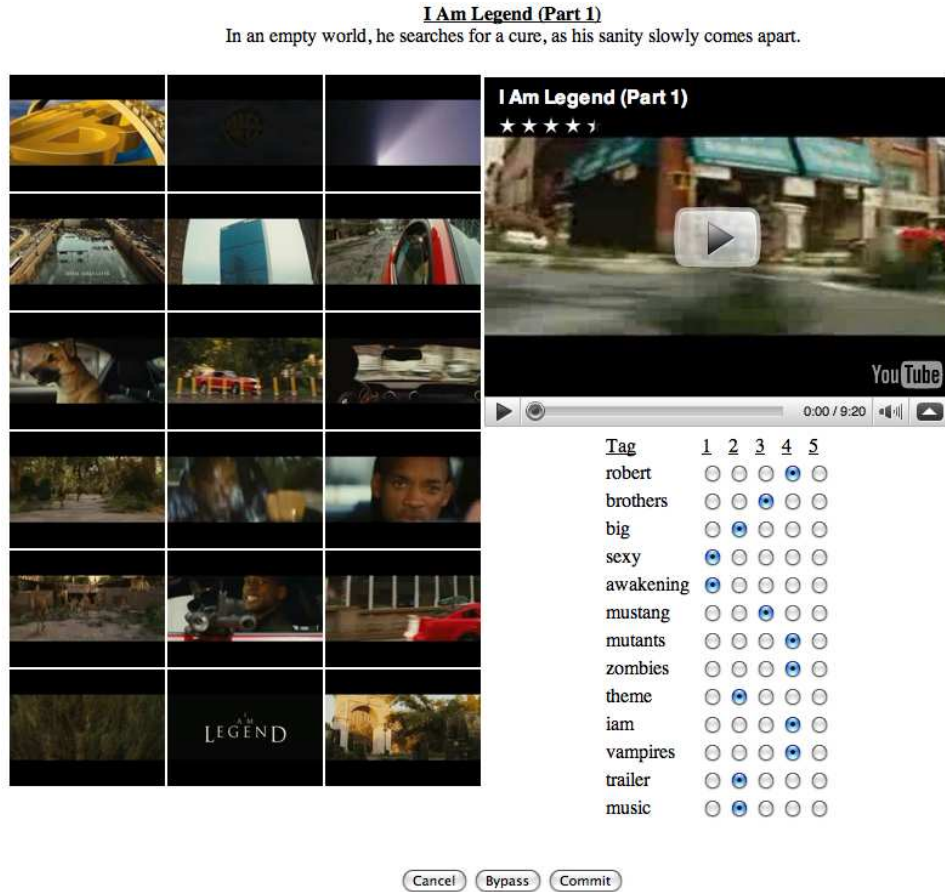 I Am Legend (Part 1)
In an empty world, he searches for a cure, as his sanity slowly comes apart.
I Am Legend (Part 1)
YouTube
0:00 / 9:20
Tag 1 2 3 4 5
robert
brothers
big
sexy
awakening
mustang
mutants
zombies
theme
iam
vampires
trailer
music
I AM
LEGEND
Cancel Bypass Commit